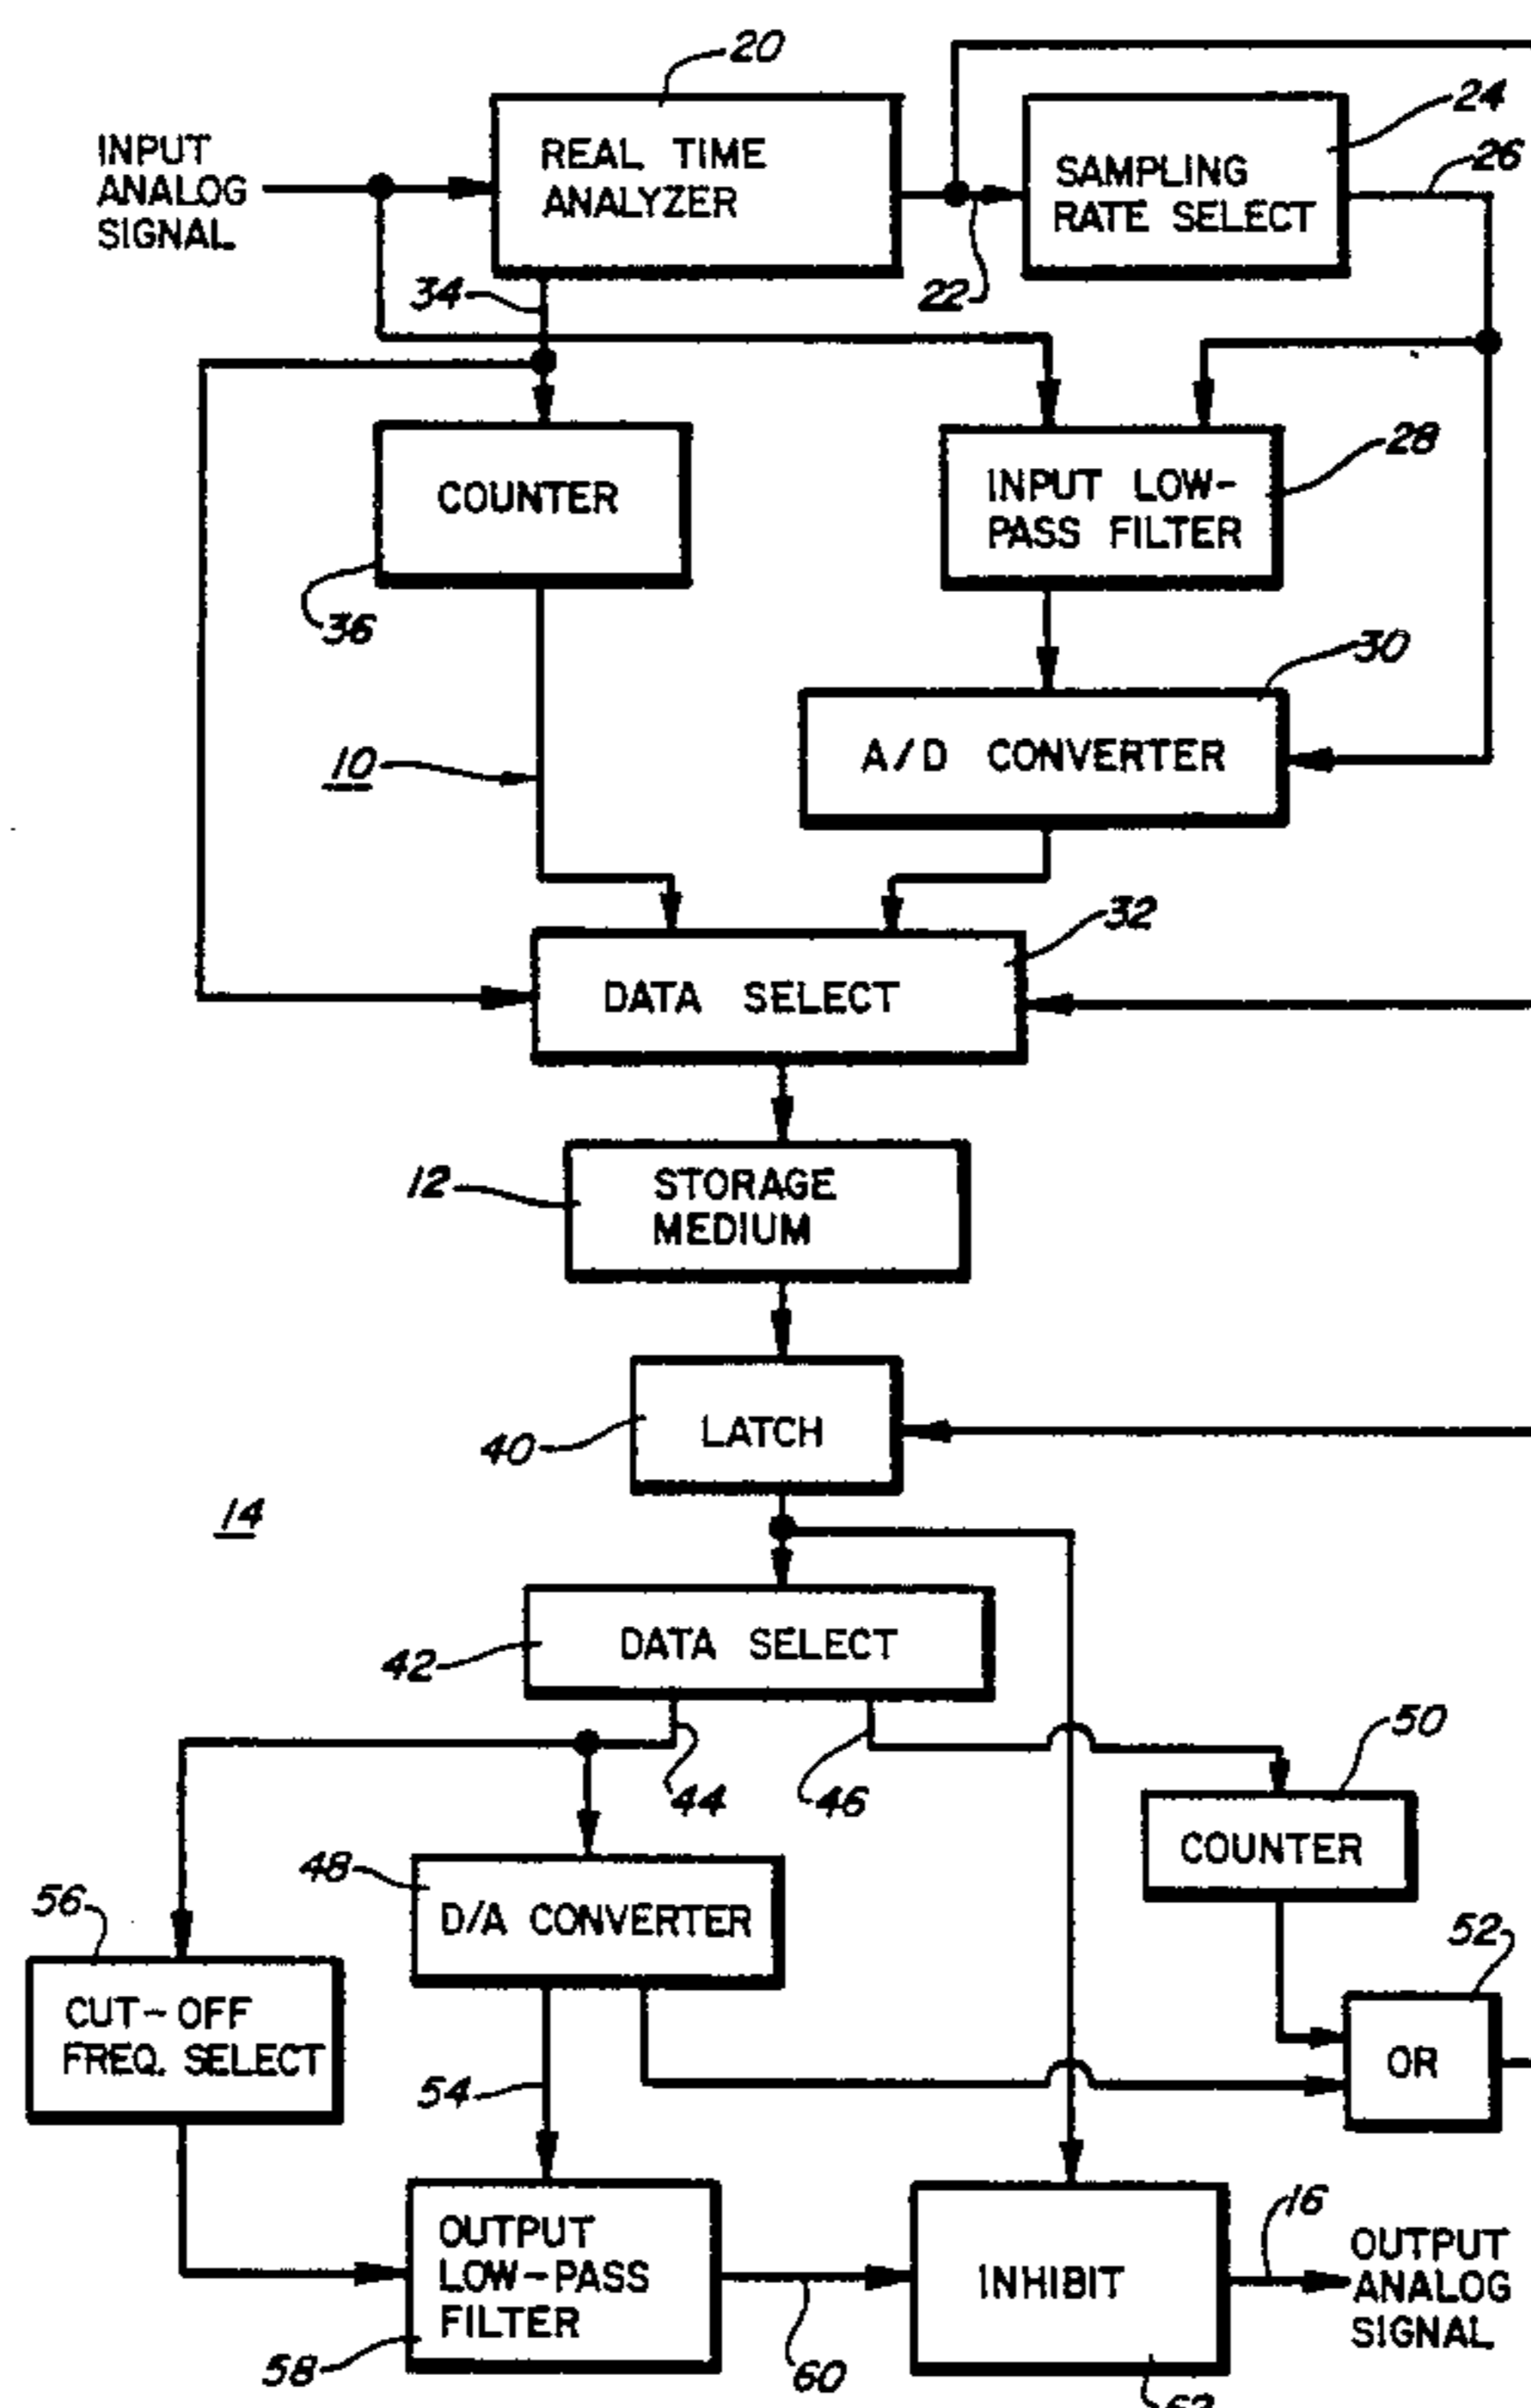 20
INPUT
ANALOG
SIGNAL
REAL TIME
ANALYZER
24
SAMPLING
RATE SELECT
26
22
34
COUNTER
36
INPUT LOW-
PASS FILTER
28
30
A/D CONVERTER
10
32
DATA SELECT
12
STORAGE
MEDIUM
40
LATCH
14
42
DATA SELECT
44
46
50
COUNTER
48
D/A CONVERTER
56
CUT-OFF
FREQ. SELECT
52
OR
54
OUTPUT
LOW-PASS
FILTER
58
60
INHIBIT
16
OUTPUT
ANALOG
SIGNAL